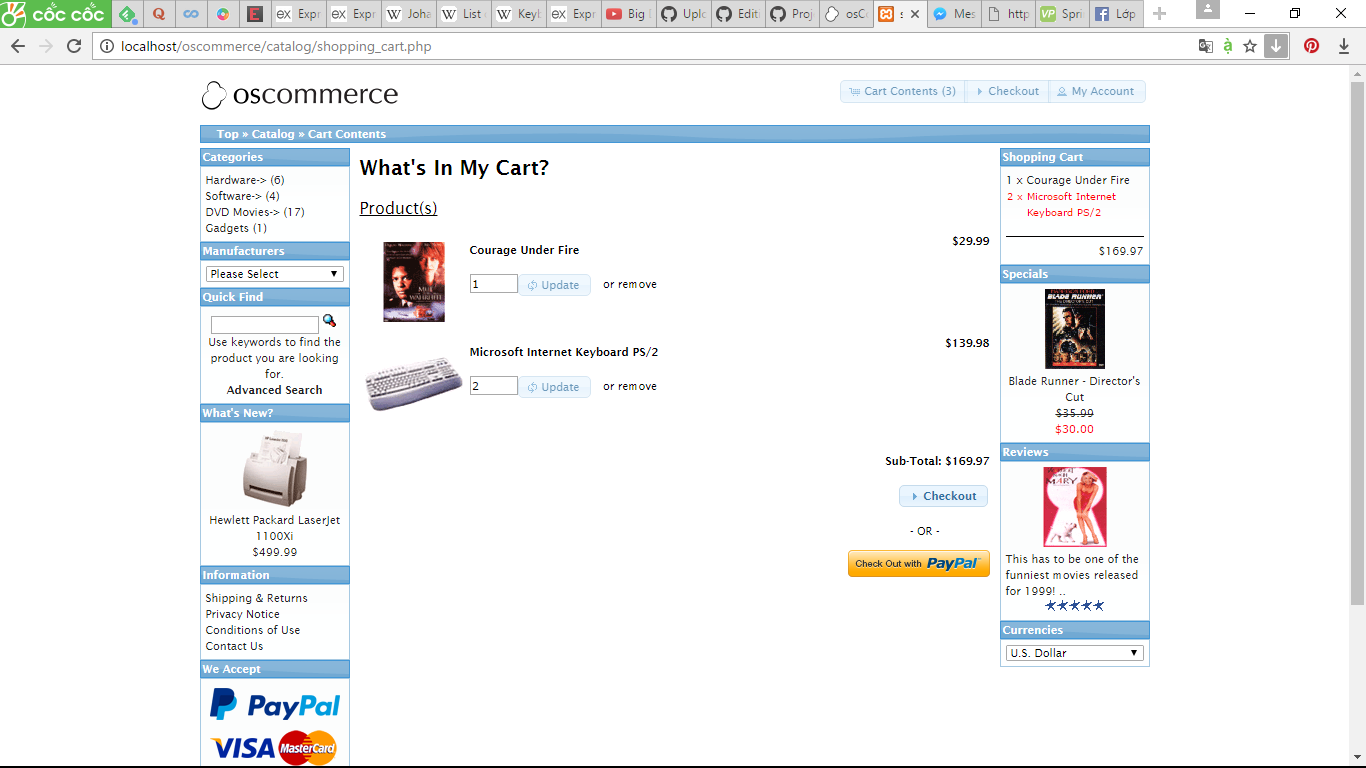 cốc cốc
Expr
Expr
Joha
List
Keyb
Expr
Big
Uplo
Edit
Proj
osC
s
Mes
http
Sprin
Lớp
localhost/oscommerce/catalog/shopping_cart.php
oscommerce
Cart Contents (3)
Checkout
My Account
Top » Catalog » Cart Contents
Categories
Hardware-> (6)
Software-> (4)
DVD Movies-> (17)
Gadgets (1)
Manufacturers
Please Select
Quick Find
Use keywords to find the
product you are looking
for.
Advanced Search
What's New?
Hewlett Packard LaserJet
1100Xi
$499.99
Information
Shipping & Returns
Privacy Notice
Conditions of Use
Contact Us
We Accept
PayPal
VISA MasterCard
What's In My Cart?
Product(s)
Courage Under Fire
$29.99
1 Update or remove
Microsoft Internet Keyboard PS/2
$139.98
2 Update or remove
Sub-Total: $169.97
Checkout
- OR -
Check Out with PayPal
Shopping Cart
1 x Courage Under Fire
2 x Microsoft Internet
Keyboard PS/2
$169.97
Specials
BLADE RUNNER
Blade Runner - Director's
Cut
$35.99
$30.00
Reviews
MARY
This has to be one of the
funniest movies released
for 1999! ..
Currencies
U.S. Dollar